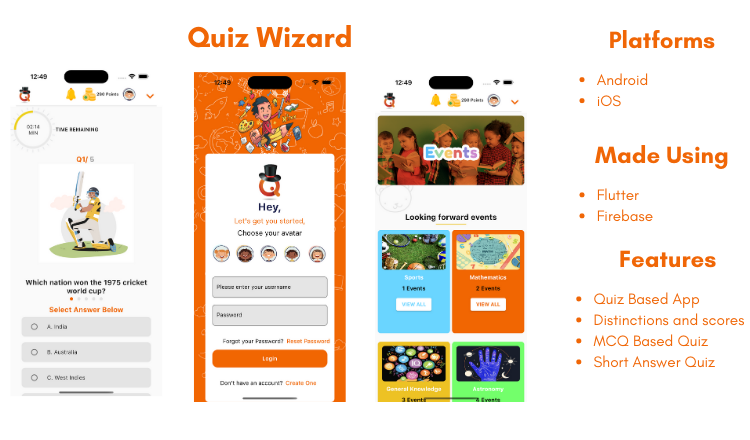 Quiz Wizard
12:49
290 Points
02:14
MIN
TIME REMAINING
Q1/ 5
Which nation won the 1975 cricket
world cup?
Select Answer Below
A. India
B. Australia
C. West Indies
12:49
Hey,
Let's got you started,
Choose your avatar
Please enter your username
Password
Forgot your Password? Reset Password
Login
Don't have an account? Create One
12:49
290 Points
Events
Looking forward events
Sports
1 Events
VIEW ALL
Mathematics
2 Events
VIEW ALL
General Knowledge
3 Events
Astronomy
4 Events
Platforms
Android
iOS
Made Using
Flutter
Firebase
Features
Quiz Based App
Distinctions and scores
MCQ Based Quiz
Short Answer Quiz